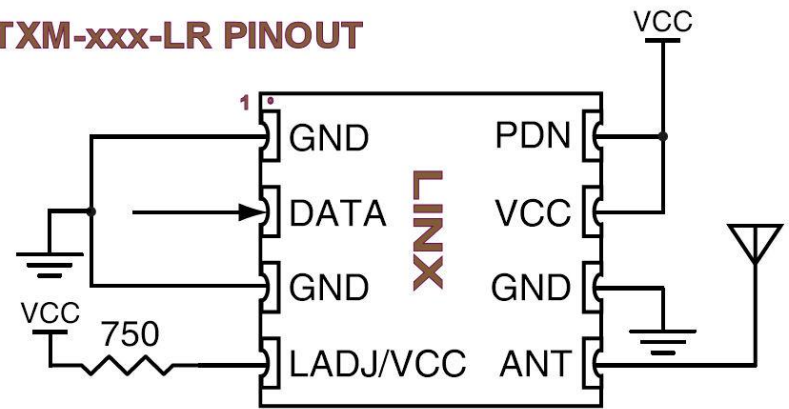 TXM-xxx-LR PINOUT
VCC
1
GND
PDN
DATA
VCC
LINX
GND
GND
VCC
750
LADJ/VCC
ANT